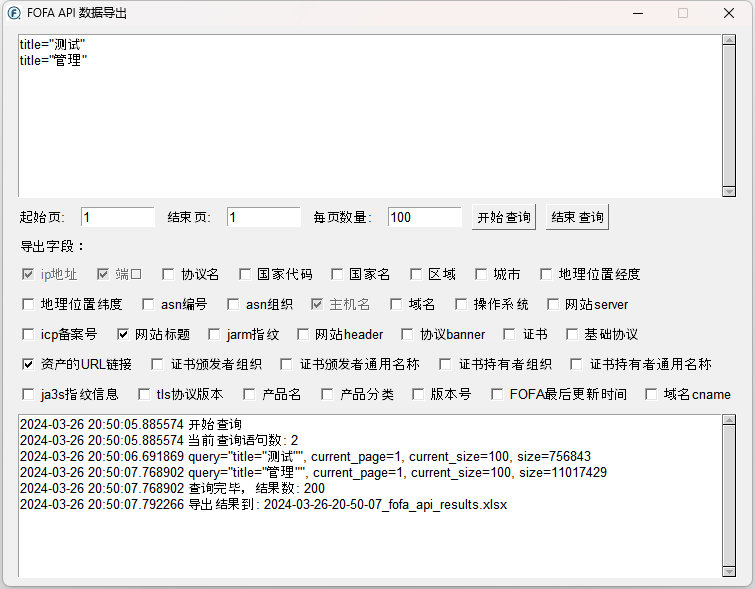 FOFA API 数据导出
title="测试"
title="管理"
起始页: 1 结束页: 1 每页数量: 100 开始查询 结束查询
导出字段：
ip地址 端口 协议名 国家代码 国家名 区域 城市 地理位置经度
地理位置纬度 asn编号 asn组织 主机名 域名 操作系统 网站server
icp备案号 网站标题 jarm指纹 网站header 协议banner 证书 基础协议
资产的URL链接 证书颁发者组织 证书颁发者通用名称 证书持有者组织 证书持有者通用名称
ja3s指纹信息 tls协议版本 产品名 产品分类 版本号 FOFA最后更新时间 域名cname
2024-03-26 20:50:05.885574 开始查询
2024-03-26 20:50:05.885574 当前查询语句数: 2
2024-03-26 20:50:06.691869 query="title="测试"", current_page=1, current_size=100, size=756843
2024-03-26 20:50:07.768902 query="title="管理"", current_page=1, current_size=100, size=11017429
2024-03-26 20:50:07.768902 查询完毕，结果数: 200
2024-03-26 20:50:07.792266 导出结果到: 2024-03-26-20-50-07_fofa_api_results.xlsx